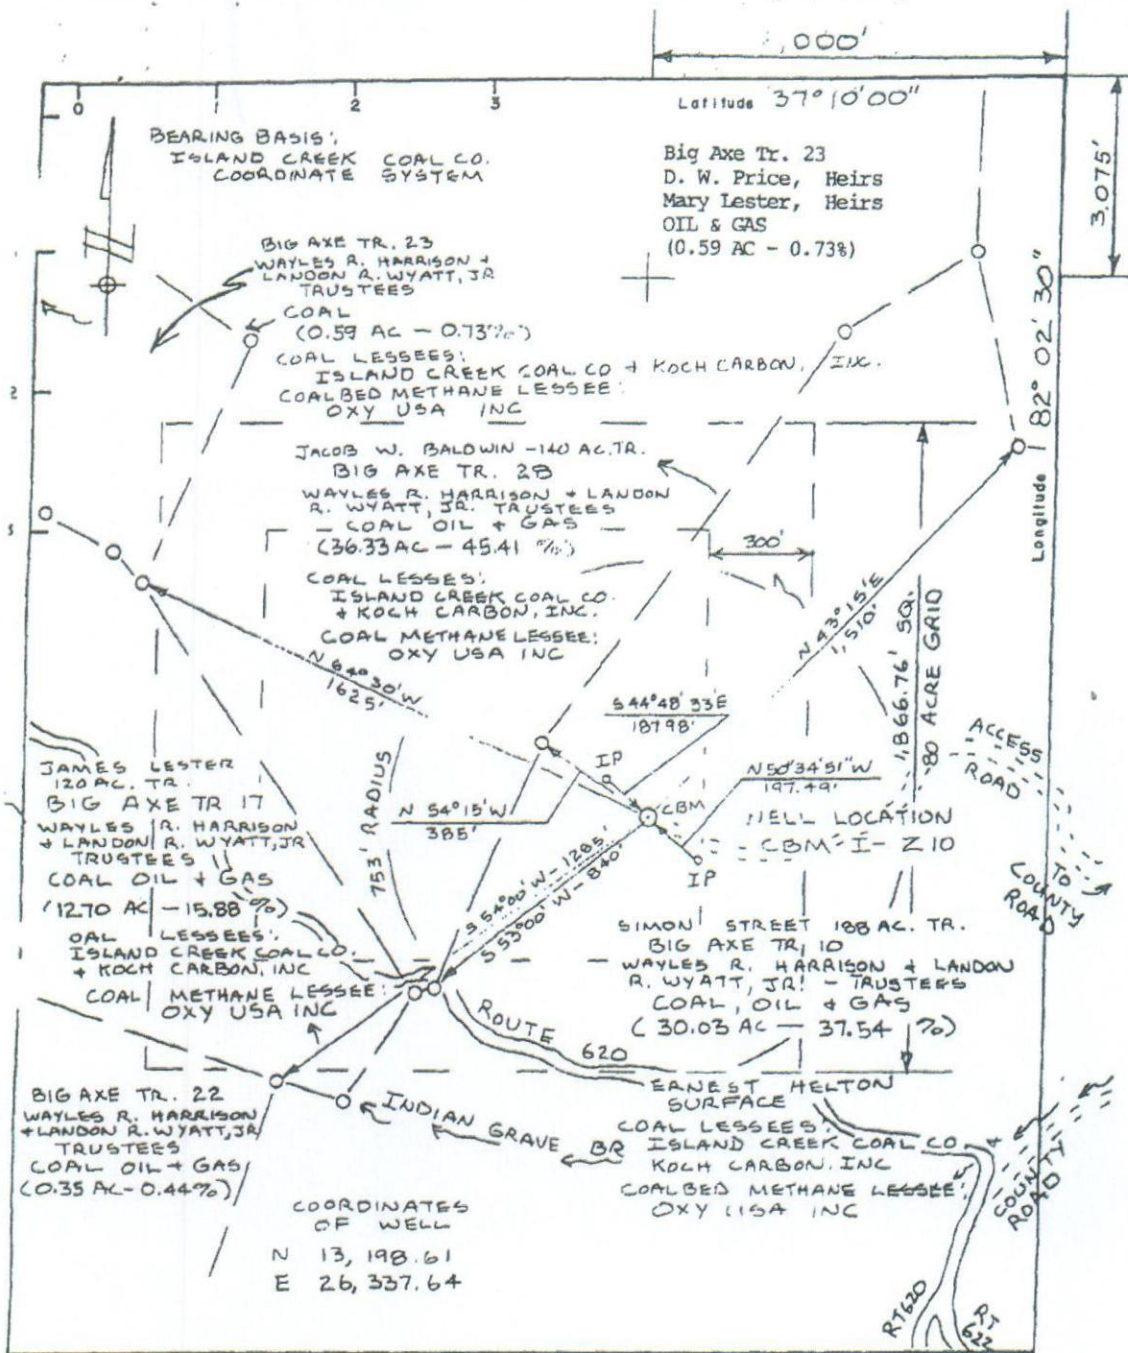 ,000'
0 1 2 3
Latitude 37°10'00"
BEARING BASIS:
ISLAND CREEK COAL CO.
COORDINATE SYSTEM
Big Axe Tr. 23
D. W. Price, Heirs
Mary Lester, Heirs
OIL & GAS
(0.59 AC - 0.73%)
3.075'
BIG AXE TR. 23
WAYLES R. HARRISON +
LANDON R. WYATT, JR
TRUSTEES
COAL
(0.59 AC - 0.73%)
COAL LESSEES:
ISLAND CREEK COAL CO + KOCH CARBON, INC.
COALBED METHANE LESSEE:
OXY USA INC
Longitude 82° 02' 30"
2
JACOB W. BALDWIN - 140 AC. TR.
BIG AXE TR. 28
WAYLES R. HARRISON + LANDON
R. WYATT, JR. TRUSTEES
COAL OIL + GAS
(36.33 AC - 45.41 %)
300'
COAL LESSES:
ISLAND CREEK COAL CO.
+ KOCH CARBON, INC.
COAL METHANE LESSEE:
OXY USA INC
N 43°15'E
1,510'
1,866.76' SQ.
80 ACRE GRID
N 64°30'W
1625'
S 44°48'33"E
187.98'
ACCESS
ROAD
TO
COUNTY
ROAD
JAMES LESTER
120 AC. TR.
BIG AXE TR 17
WAYLES R. HARRISON
+ LANDON R. WYATT, JR
TRUSTEES
COAL OIL + GAS
(12.70 AC - 15.88 %)
OAL LESSEES:
ISLAND CREEK COAL CO.
+ KOCH CARBON, INC
COAL METHANE LESSEE:
OXY USA INC
753' RADIUS
IP
N 54°15'W
385'
CBM
N 50°34'51"W
197.49'
WELL LOCATION
CBM-I-Z10
IP
S 54°00' W - 1285'
S 53°00' W - 840'
SIMON STREET 188 AC. TR.
BIG AXE TR, 10
WAYLES R. HARRISON + LANDON
R. WYATT, JR. - TRUSTEES
COAL, OIL + GAS
(30.03 AC - 37.54 %)
ROUTE
620
EARNEST HELTON
SURFACE
COAL LESSEES:
ISLAND CREEK COAL CO
KOCH CARBON. INC
COALBED METHANE LESSEE:
OXY USA INC
BIG AXE TR. 22
WAYLES R. HARRISON
+ LANDON R. WYATT, JR
TRUSTEES
COAL OIL + GAS
(0.35 AC - 0.44%)
INDIAN GRAVE BR
COUNTY
ROAD
COORDINATES
OF WELL
N 13,198.61
E 26,337.64
RT 620
RT
622